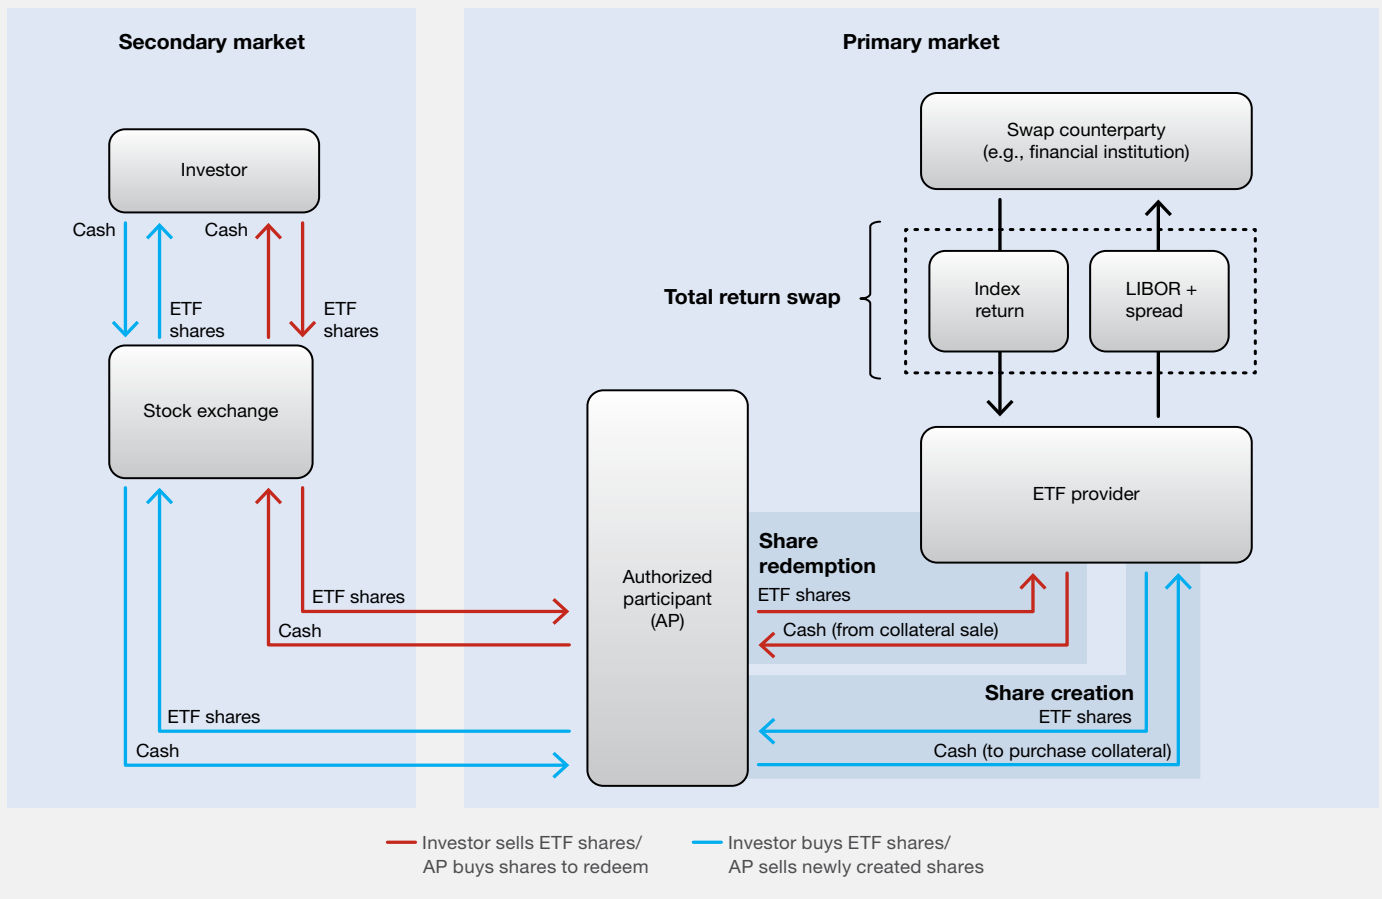 Secondary market
Primary market
Swap counterparty
(e.g., financial institution)
Investor
Cash
Cash
ETF
shares
ETF
shares
Total return swap
Index
return
LIBOR +
spread
Stock exchange
ETF provider
Authorized
participant
(AP)
Share
redemption
ETF shares
Cash (from collateral sale)
ETF shares
Cash
Share creation
ETF shares
Cash (to purchase collateral)
ETF shares
Cash
Investor sells ETF shares/
AP buys shares to redeem
Investor buys ETF shares/
AP sells newly created shares